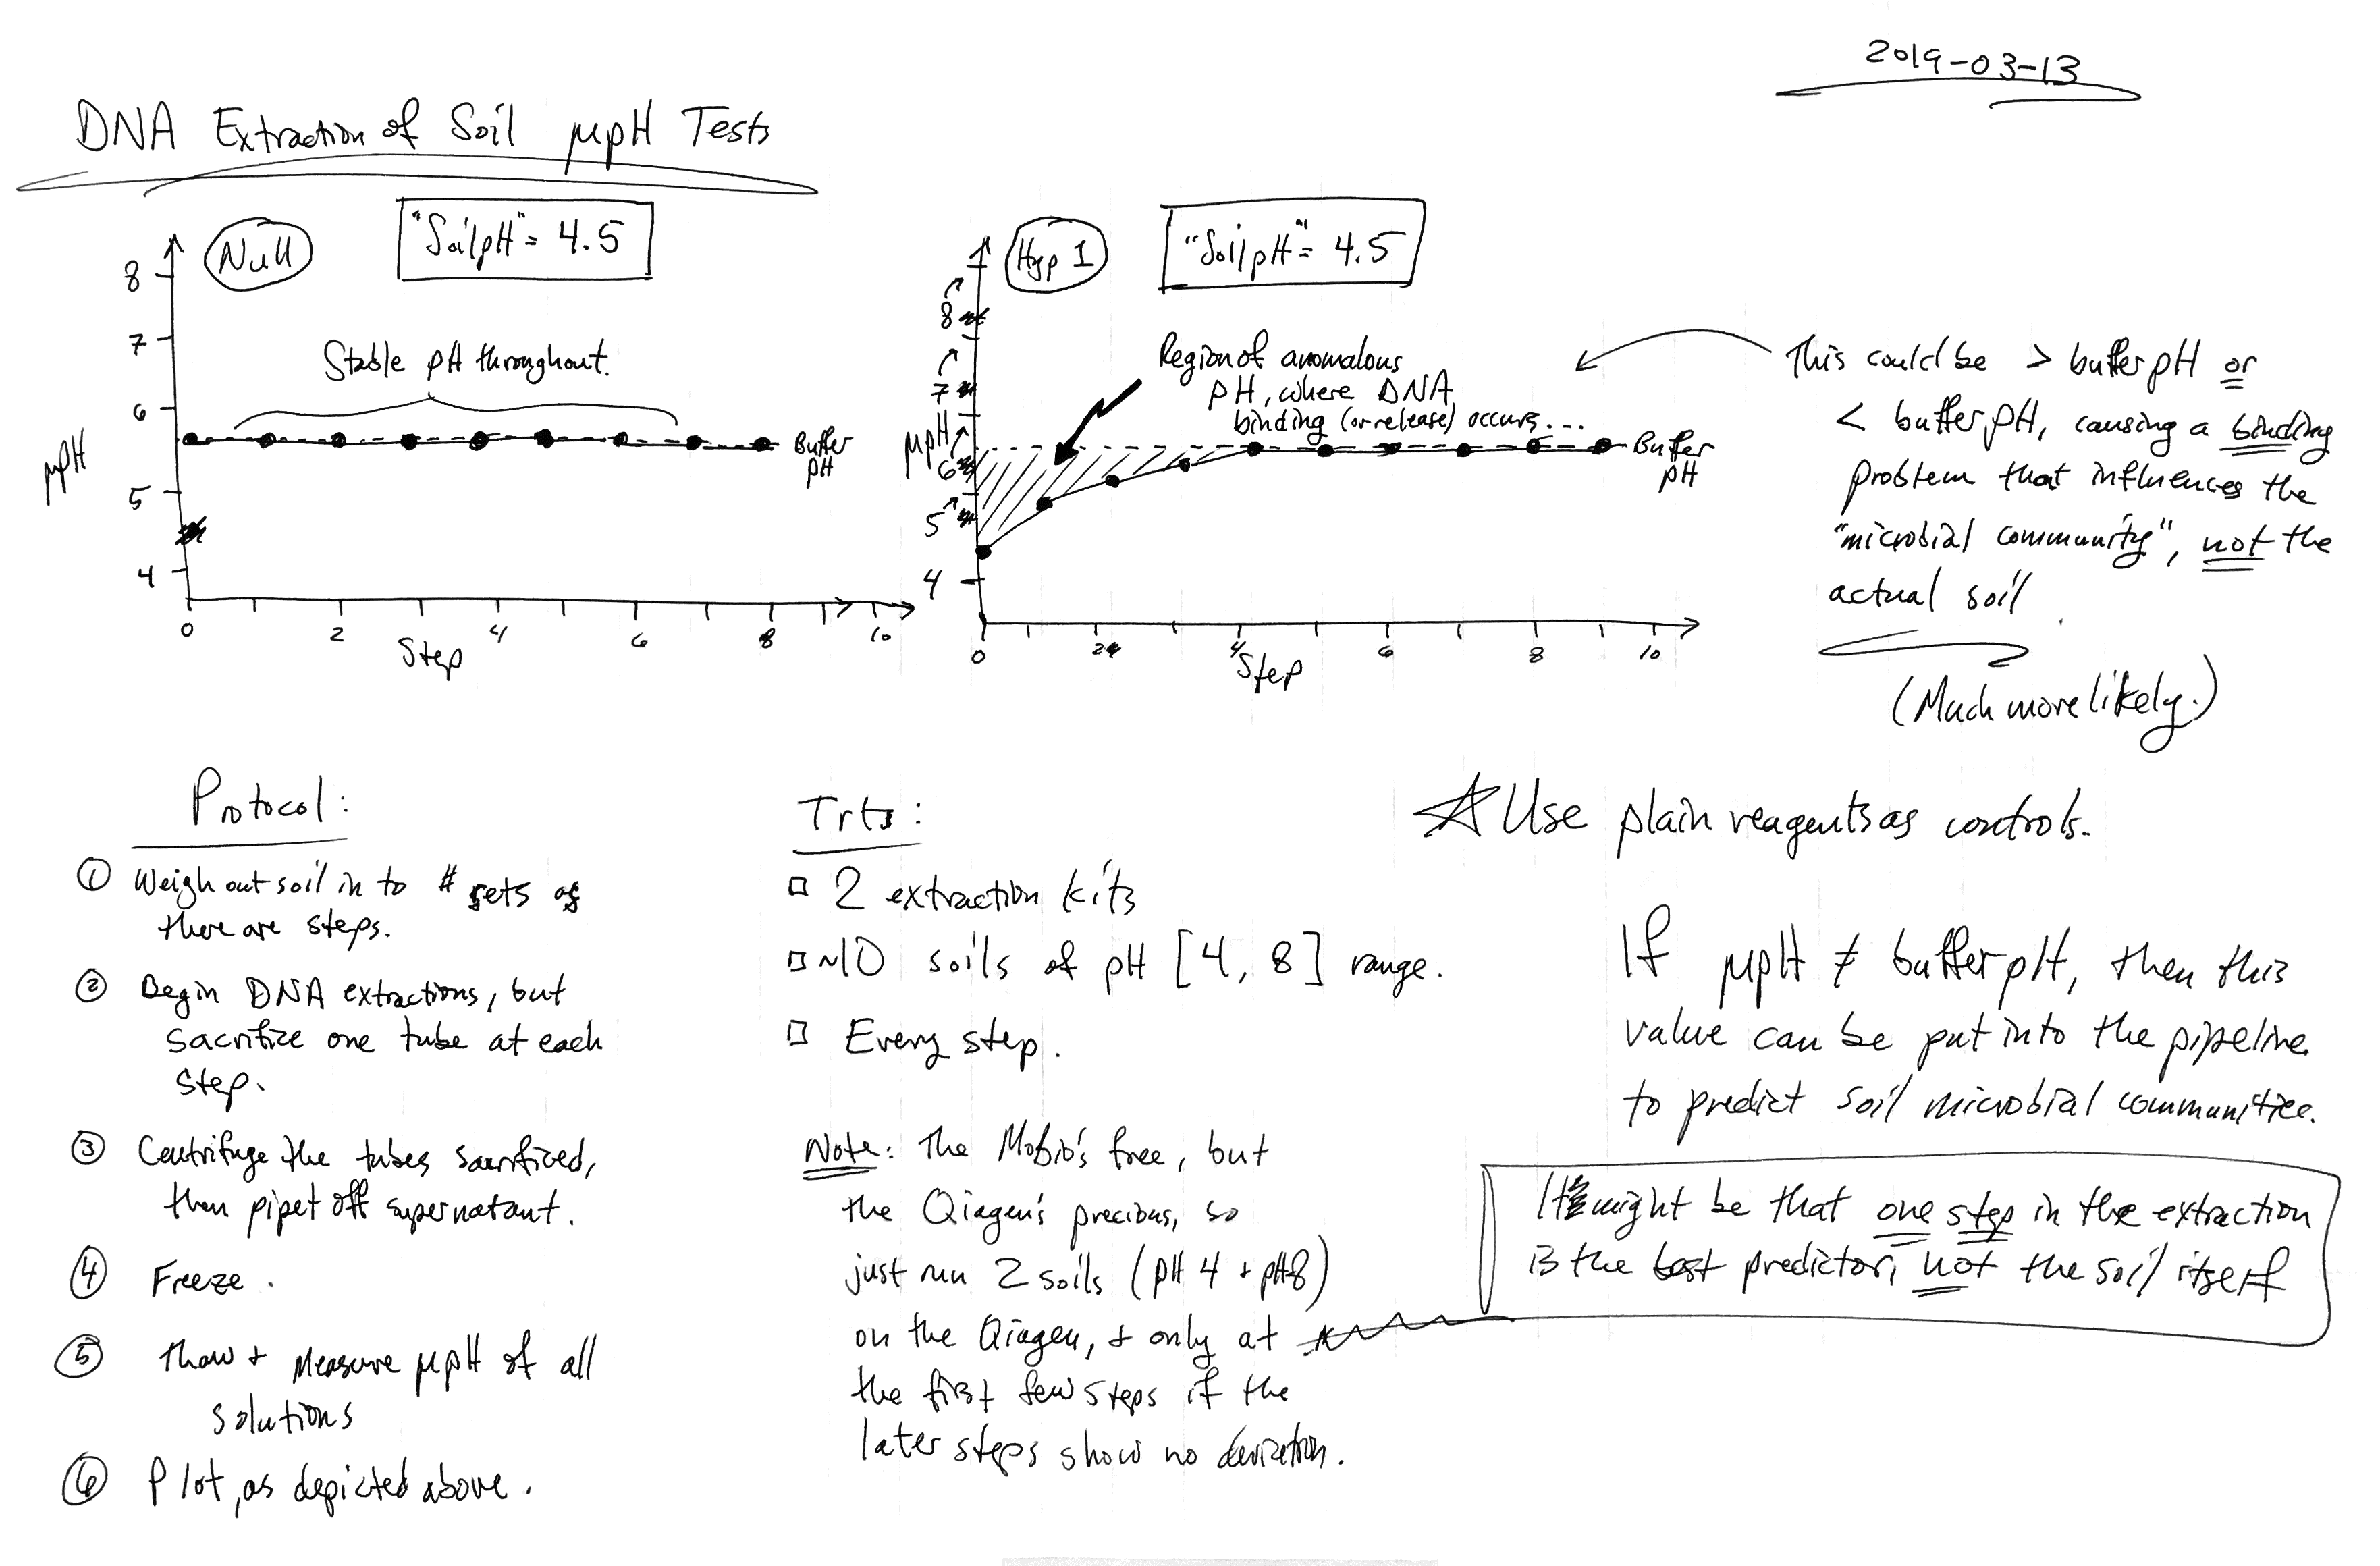 2019-03-13
DNA Extraction of Soil μpH Tests
Null
"Soil pH" = 4.5
8
7
6
5
4
μpH
Stable pH throughout.
Buffer
pH
0
2
4
6
8
10
Step
Hyp 1
"Soil pH" = 4.5
8
7
μpH
6
5
4
Region of anomalous
pH, where DNA
binding (or release) occurs...
Buffer
pH
0
2
4
6
8
10
Step
This could be > buffer pH or
< buffer pH, causing a binding
problem that influences the
"microbial community", not the
actual soil
(Much more likely.)
Protocol:
① Weigh out soil in to # sets as
there are steps.
② Begin DNA extractions, but
sacrifice one tube at each
step.
③ Centrifuge the tubes sacrificed,
then pipet off supernatant.
④ Freeze.
⑤ Thaw + measure μpH of all
solutions
⑥ Plot, as depicted above.
Trts:
□ 2 extraction kits
□ ~10 soils of pH [4, 8] range.
□ Every step.
Note: The Mobio's free, but
the Qiagen's precious, so
just run 2 soils (pH 4 + pH 8)
on the Qiagen, + only at
the first few steps if the
later steps show no deviation.
☆ Use plain reagents as controls.
If μpH ≠ buffer pH, then this
value can be put into the pipeline
to predict soil microbial communities.
It might be that one step in the extraction
is the best predictor, not the soil itself